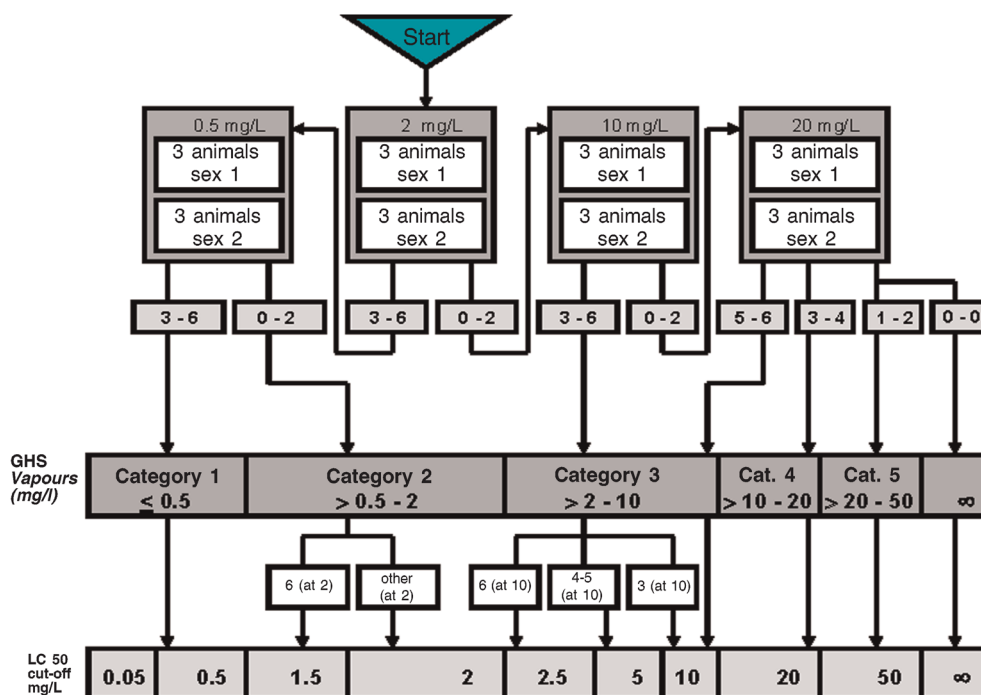 Start
0.5 mg/L
2 mg/L
10 mg/L
20 mg/L
3 animals
sex 1
3 animals
sex 1
3 animals
sex 1
3 animals
sex 1
3 animals
sex 2
3 animals
sex 2
3 animals
sex 2
3 animals
sex 2
3 - 6
0 - 2
3 - 6
0 - 2
3 - 6
0 - 2
5 - 6
3 - 4
1 - 2
0 - 0
GHS
Vapours
(mg/l)
Category 1
≤ 0.5
Category 2
> 0.5 - 2
Category 3
> 2 - 10
Cat. 4
> 10 - 20
Cat. 5
> 20 - 50
∞
6 (at 2)
other
(at 2)
6 (at 10)
4-5
(at 10)
3 (at 10)
LC 50
cut-off
mg/L
0.05
0.5
1.5
2
2.5
5
10
20
50
∞